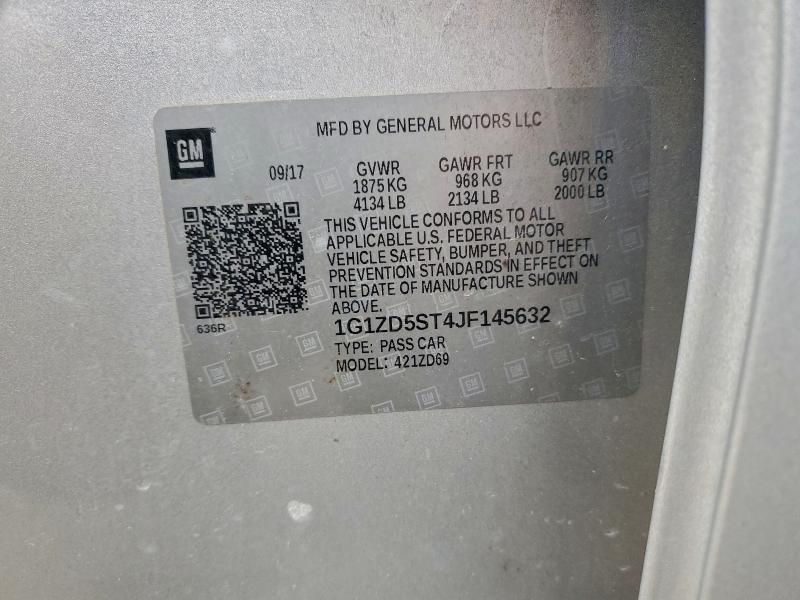 MFD BY GENERAL MOTORS LLC
GM
09/17
GVWR
1875 KG
4134 LB
GAWR FRT
968 KG
2134 LB
GAWR RR
907 KG
2000 LB
THIS VEHICLE CONFORMS TO ALL
APPLICABLE U.S. FEDERAL MOTOR
VEHICLE SAFETY, BUMPER, AND THEFT
PREVENTION STANDARDS IN EFFECT ON
THE DATE OF MANUFACTURE SHOWN
ABOVE.
636R
1G1ZD5ST4JF145632
TYPE: PASS CAR
MODEL: 421ZD69